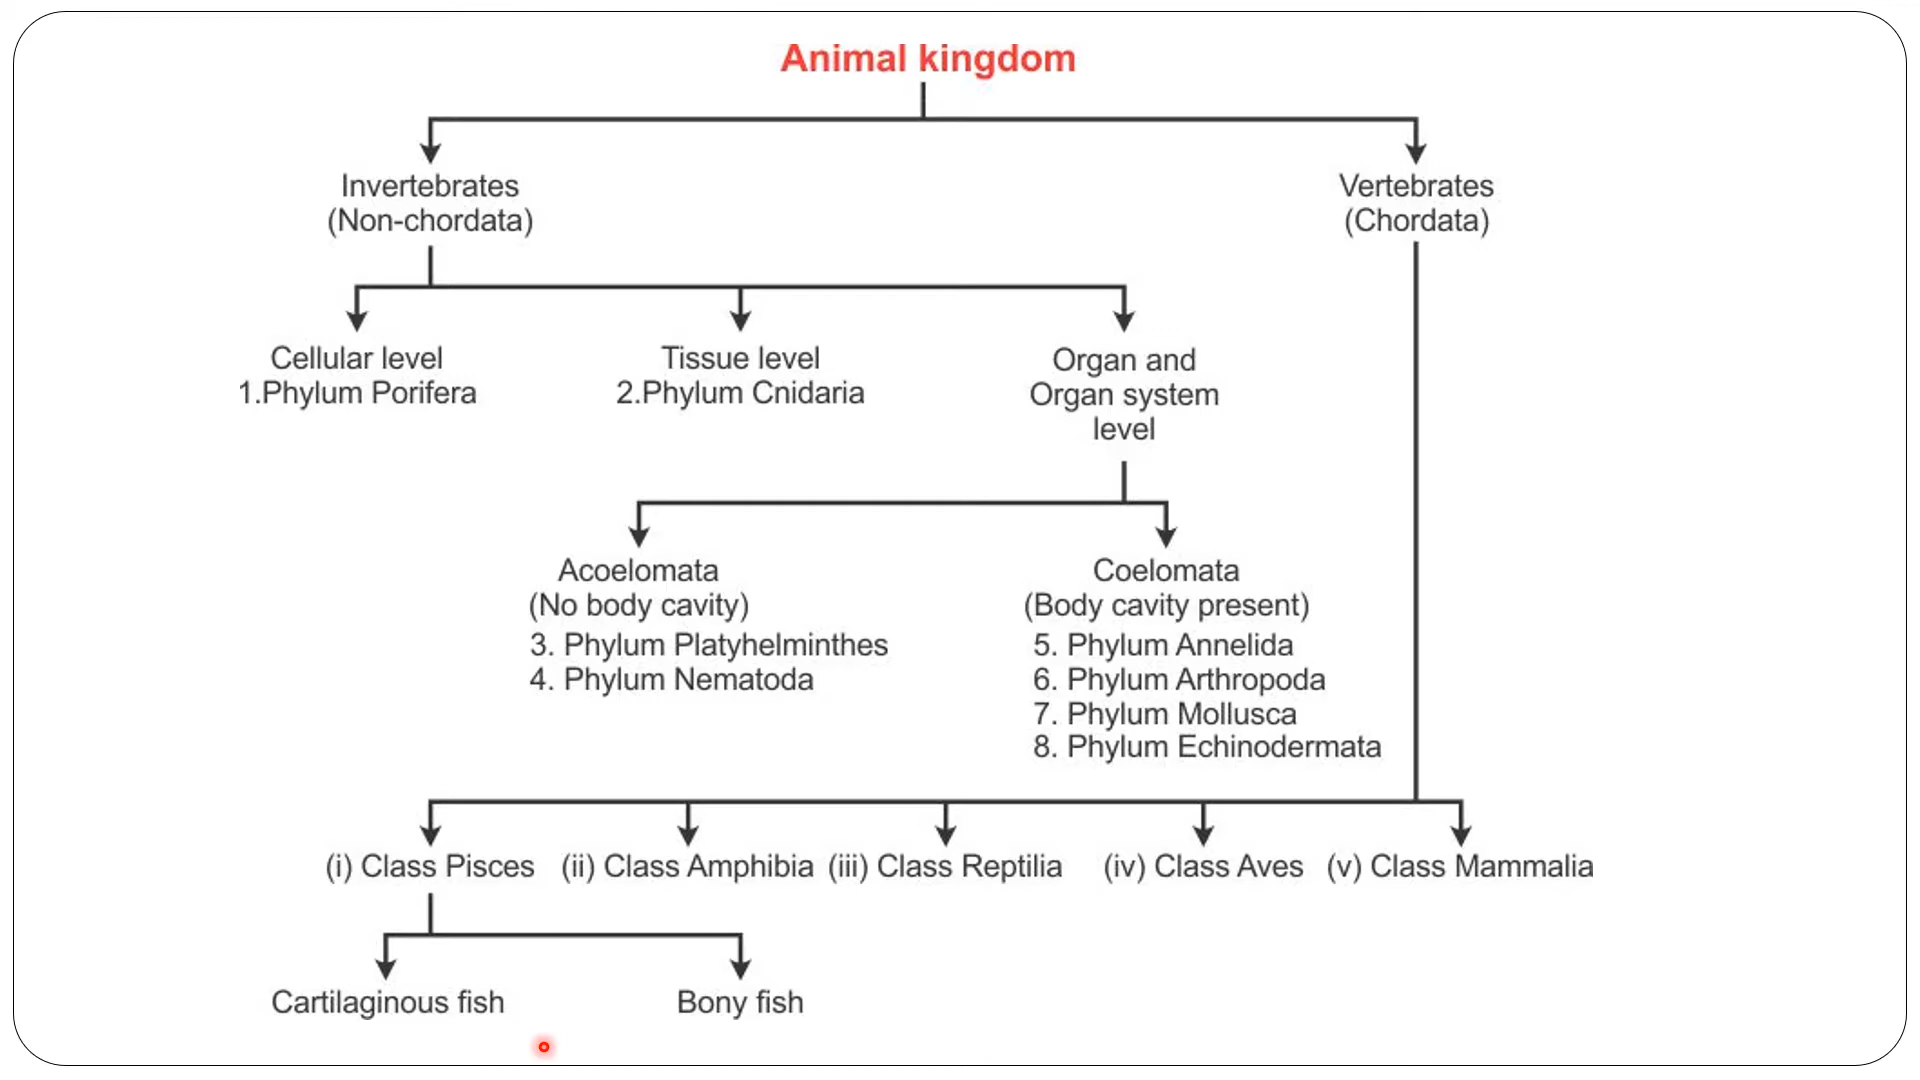 Animal kingdom
Invertebrates
(Non-chordata)
Vertebrates
(Chordata)
Cellular level
1.Phylum Porifera
Tissue level
2.Phylum Cnidaria
Organ and
Organ system
level
Acoelomata
(No body cavity)
3. Phylum Platyhelminthes
4. Phylum Nematoda
Coelomata
(Body cavity present)
5. Phylum Annelida
6. Phylum Arthropoda
7. Phylum Mollusca
8. Phylum Echinodermata
(i) Class Pisces
(ii) Class Amphibia
(iii) Class Reptilia
(iv) Class Aves
(v) Class Mammalia
Cartilaginous fish
Bony fish